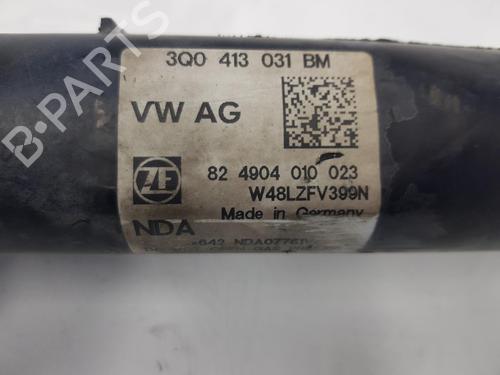 3Q0 413 031 BM
VW AG
ZF
82 4904 010 023
W48LZFV399N
Made in Germany
NDA
B-PARTS